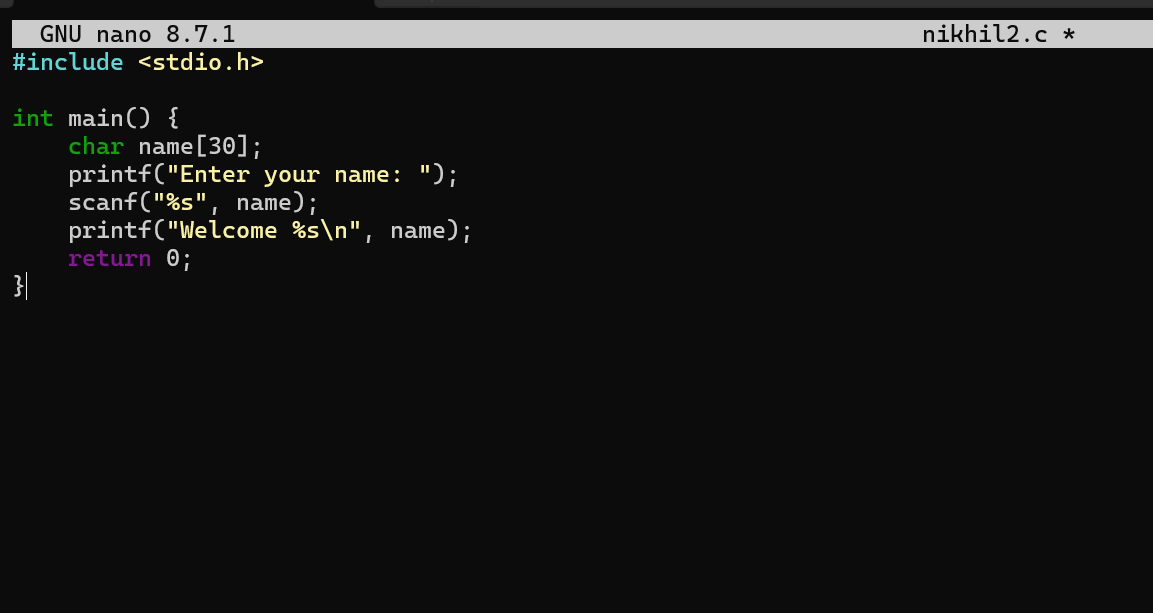 GNU nano 8.7.1 nikhil2.c *
#include <stdio.h>

int main() {
    char name[30];
    printf("Enter your name: ");
    scanf("%s", name);
    printf("Welcome %s\n", name);
    return 0;
}